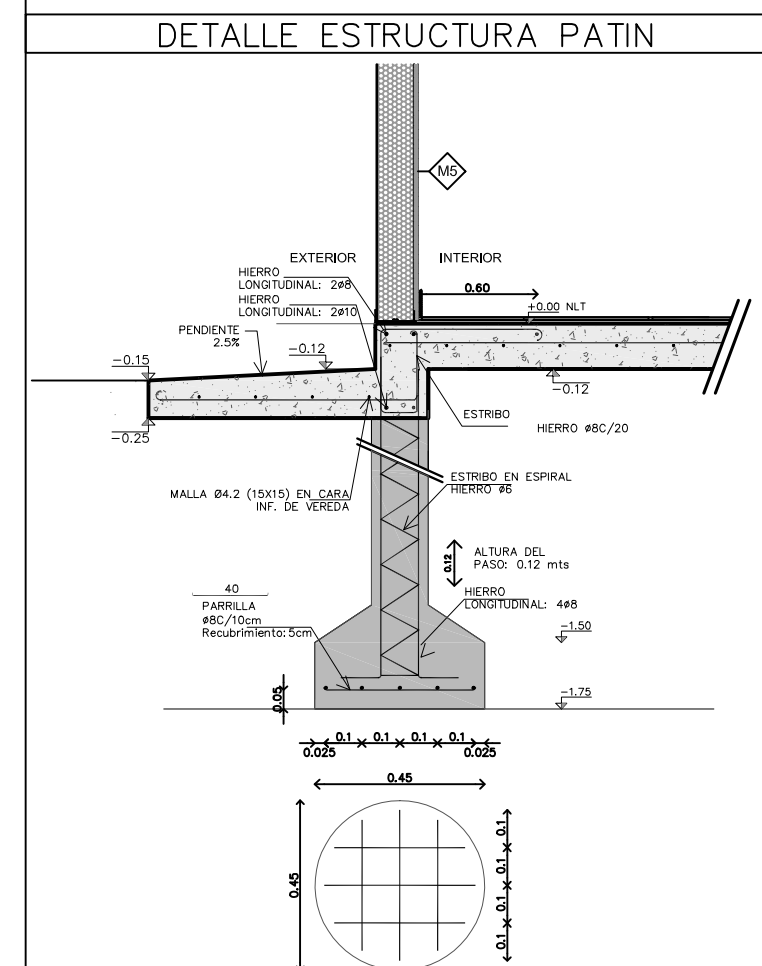 DETALLE ESTRUCTURA PATIN
M5
EXTERIOR
INTERIOR
HIERRO
LONGITUDINAL: 2ø8
HIERRO
LONGITUDINAL: 2ø10
0.60
+0.00 NLT
PENDIENTE
2.5%
-0.12
-0.15
-0.12
-0.25
ESTRIBO
HIERRO ø8C/20
MALLA Ø4.2 (15X15) EN CARA
INF. DE VEREDA
ESTRIBO EN ESPIRAL
HIERRO ø6
0.12
ALTURA DEL
PASO: 0.12 mts
40
PARRILLA
ø8C/10cm
Recubrimiento: 5cm
HIERRO
LONGITUDINAL: 4ø8
-1.50
-1.75
0.05
0.1 0.1 0.1 0.1
0.025 0.025
0.45
0.45
0.1
0.1
0.1
0.1